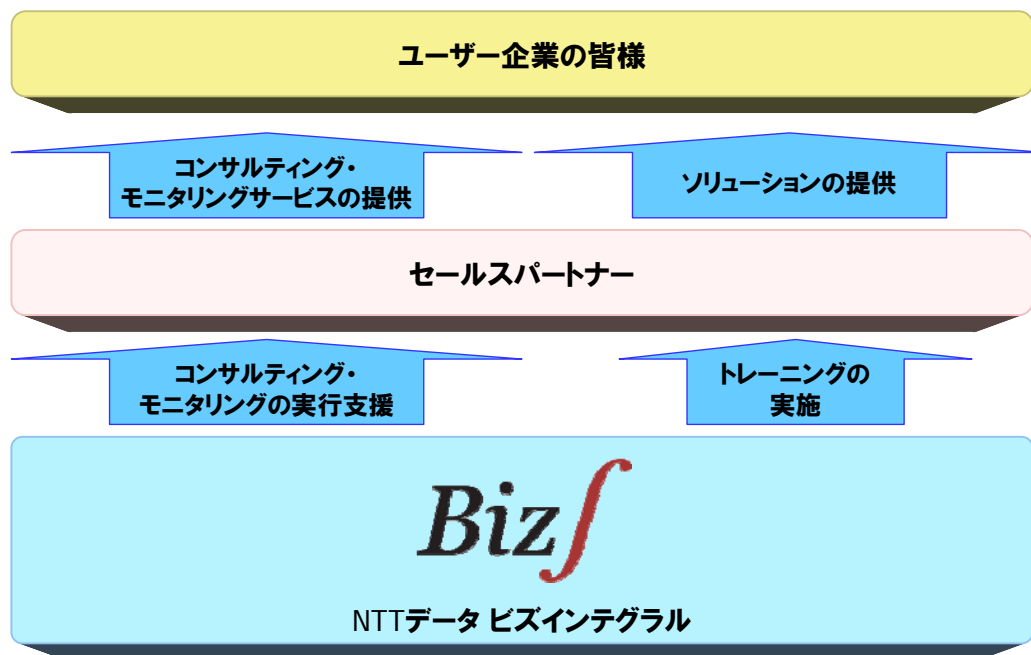 ユーザー企業の皆様
コンサルティング・
モニタリングサービスの提供
ソリューションの提供
セールスパートナー
コンサルティング・
モニタリングの実行支援
トレーニングの
実施
Biz∫
NTTデータ ビズインテグラル